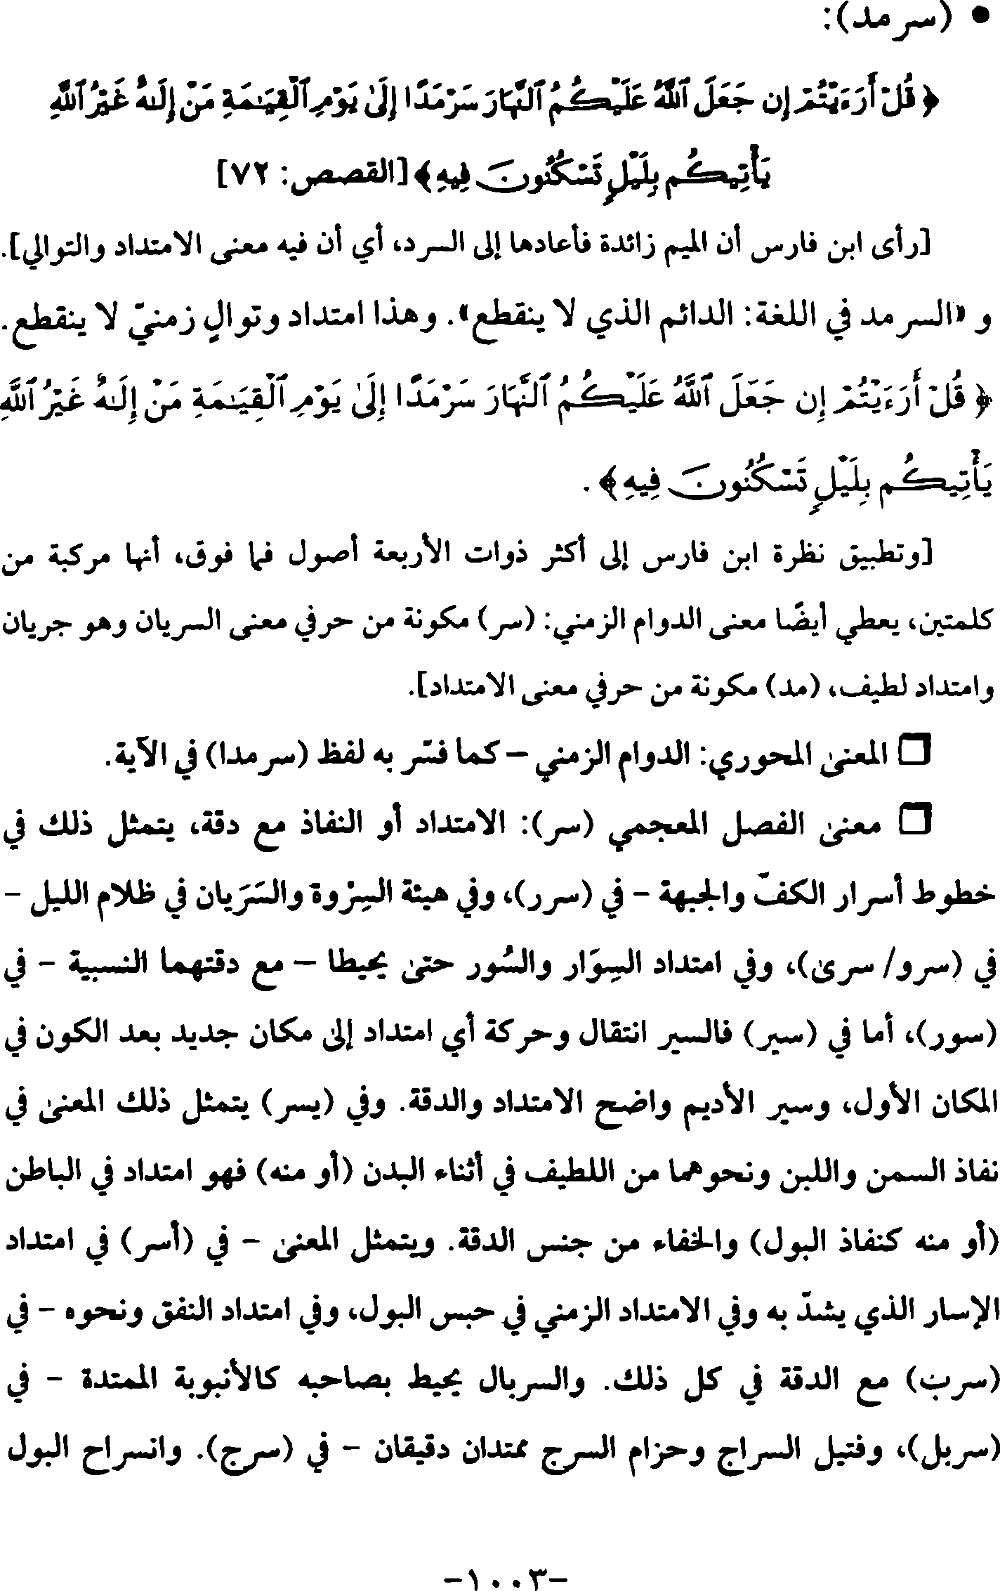 • (سرمد):
﴿ قُلْ أَرَءَيْتُمْ إِن جَعَلَ ٱللَّهُ عَلَيْكُمُ ٱلنَّهَارَ سَرْمَدًا إِلَىٰ يَوْمِ ٱلْقِيَـٰمَةِ مَنْ إِلَـٰهٌ غَيْرُ ٱللَّهِ
يَأْتِيكُم بِلَيْلٍ تَسْكُنُونَ فِيهِ﴾ [القصص: ٧٢]
[رأى ابن فارس أن الميم زائدة فأعادها إلى السرد، أي أن فيه معنى الامتداد والتوالي].
و «السرمد في اللغة: الدائم الذي لا ينقطع». وهذا امتداد وتوالٍ زمنيّ لا ينقطع.
﴿ قُلْ أَرَءَيْتُمْ إِن جَعَلَ ٱللَّهُ عَلَيْكُمُ ٱلنَّهَارَ سَرْمَدًا إِلَىٰ يَوْمِ ٱلْقِيَـٰمَةِ مَنْ إِلَـٰهٌ غَيْرُ ٱللَّهِ
يَأْتِيكُم بِلَيْلٍ تَسْكُنُونَ فِيهِ﴾ .
[وتطبيق نظرة ابن فارس إلى أكثر ذوات الأربعة أصول فما فوق، أنها مركبة من
كلمتين، يعطي أيضًا معنى الدوام الزمني: (سر) مكونة من حرفي معنى السريان وهو جريان
وامتداد لطيف، (مد) مكونة من حرفي معنى الامتداد].
□ المعنىٰ المحوري: الدوام الزمني – كما فسّر به لفظ (سرمدا) في الآية.
□ معنىٰ الفصل المعجمي (سر): الامتداد أو النفاذ مع دقة، يتمثل ذلك في
خطوط أسرار الكفّ والجبهة – في (سرر)، وفي هيئة السِرْوة والسَرَيان في ظلام الليل –
في (سرو/ سرىٰ)، وفي امتداد السِوَار والسُور حتىٰ يحيطا – مع دقتهما النسبية – في
(سور)، أما في (سير) فالسير انتقال وحركة أي امتداد إلىٰ مكان جديد بعد الكون في
المكان الأول، وسير الأديم واضح الامتداد والدقة. وفي (يسر) يتمثل ذلك المعنىٰ في
نفاذ السمن واللبن ونحوهما من اللطيف في أثناء البدن (أو منه) فهو امتداد في الباطن
(أو منه كنفاذ البول) والخفاء من جنس الدقة. ويتمثل المعنىٰ – في (أسر) في امتداد
الإسار الذي يشدّ به وفي الامتداد الزمني في حبس البول، وفي امتداد النفق ونحوه – في
(سرب) مع الدقة في كل ذلك. والسربال يحيط بصاحبه كالأنبوبة الممتدة – في
(سربل)، وفتيل السراج وحزام السرج ممتدان دقيقان – في (سرج). وانسراح البول
-١٠٠٣-